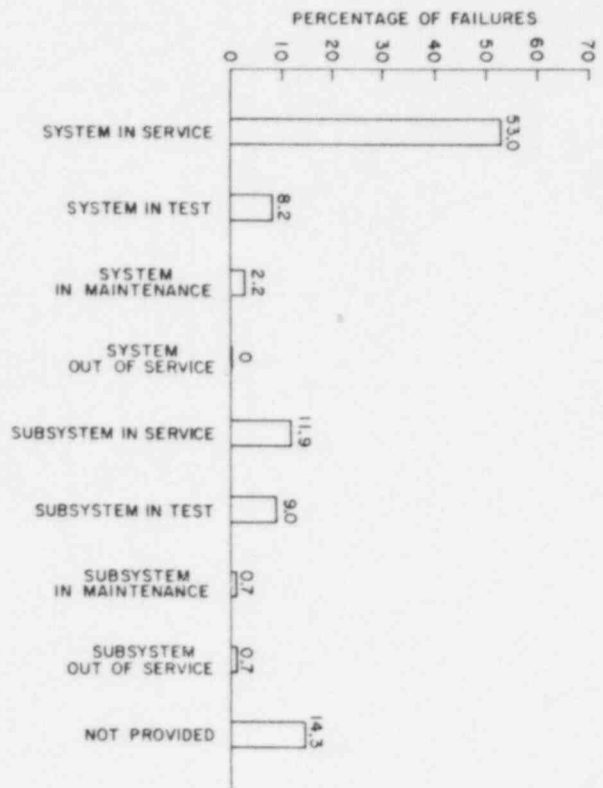 PERCENTAGE OF FAILURES
0 10 20 30 40 50 60 70
SYSTEM IN SERVICE 53.0
SYSTEM IN TEST 8.2
SYSTEM
IN MAINTENANCE 2.2
SYSTEM
OUT OF SERVICE 0
SUBSYSTEM IN SERVICE 11.9
SUBSYSTEM IN TEST 9.0
SUBSYSTEM
IN MAINTENANCE 0.7
SUBSYSTEM
OUT OF SERVICE 0.7
NOT PROVIDED 14.3